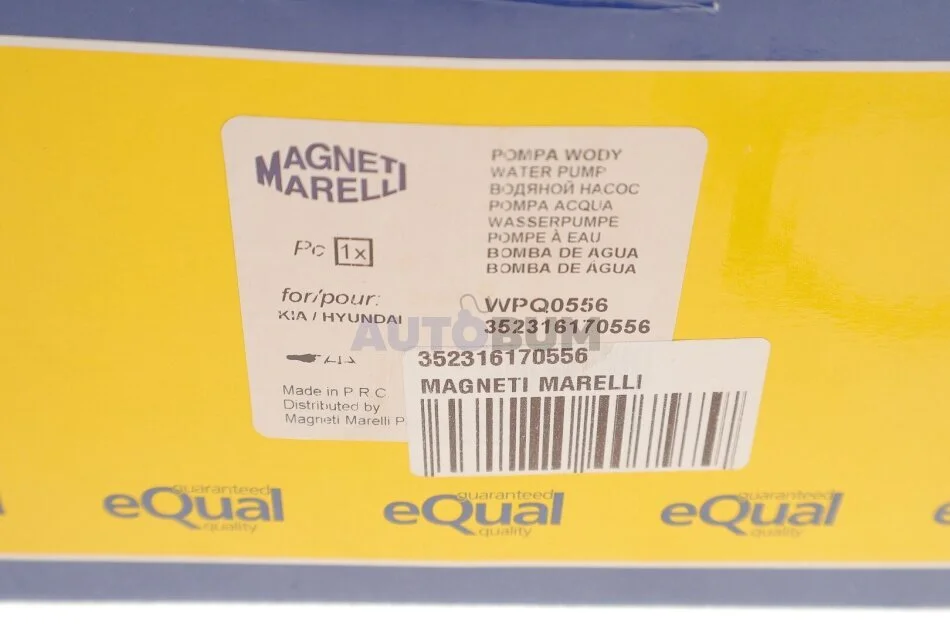 MAGNETI
MARELLI
POMPA WODY
WATER PUMP
ВОДЯНОЙ НАСОС
POMPA ACQUA
WASSERPUMPE
POMPE À EAU
BOMBA DE AGUA
BOMBA DE ÁGUA
Pc 1x
for/pour:
KIA / HYUNDAI
WPQ0556
352316170556
AUTOBUM
352316170556
MAGNETI MARELLI
Made in P R C
Distributed by
Magneti Marelli P
guaranteed
eQual
quality
guaranteed
eQual
quality
guaranteed
eQual
quality